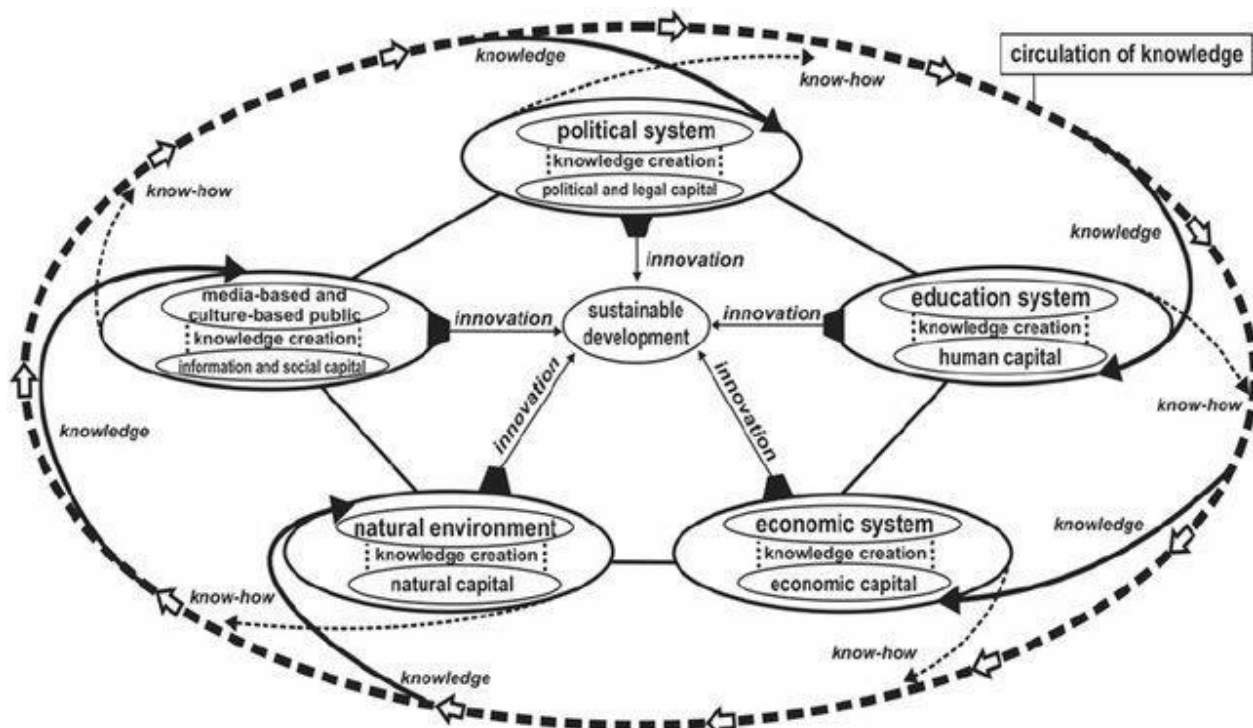 knowledge
know-how
circulation of knowledge
political system
knowledge creation
political and legal capital
innovation
know-how
knowledge
media-based and
culture-based public
knowledge creation
information and social capital
innovation
sustainable
development
innovation
education system
knowledge creation
human capital
know-how
knowledge
innovation
innovation
natural environment
knowledge creation
natural capital
economic system
knowledge creation
economic capital
knowledge
know-how
know-how
knowledge